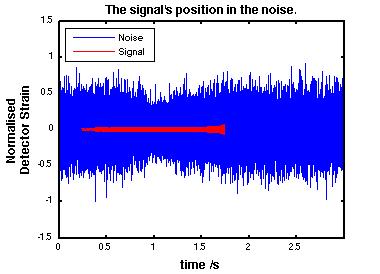 The signal's position in the noise.
Noise
Signal
Normalised
Detector Strain
1.5
1
0.5
0
-0.5
-1
-1.5
0 0.5 1 1.5 2 2.5
time /s